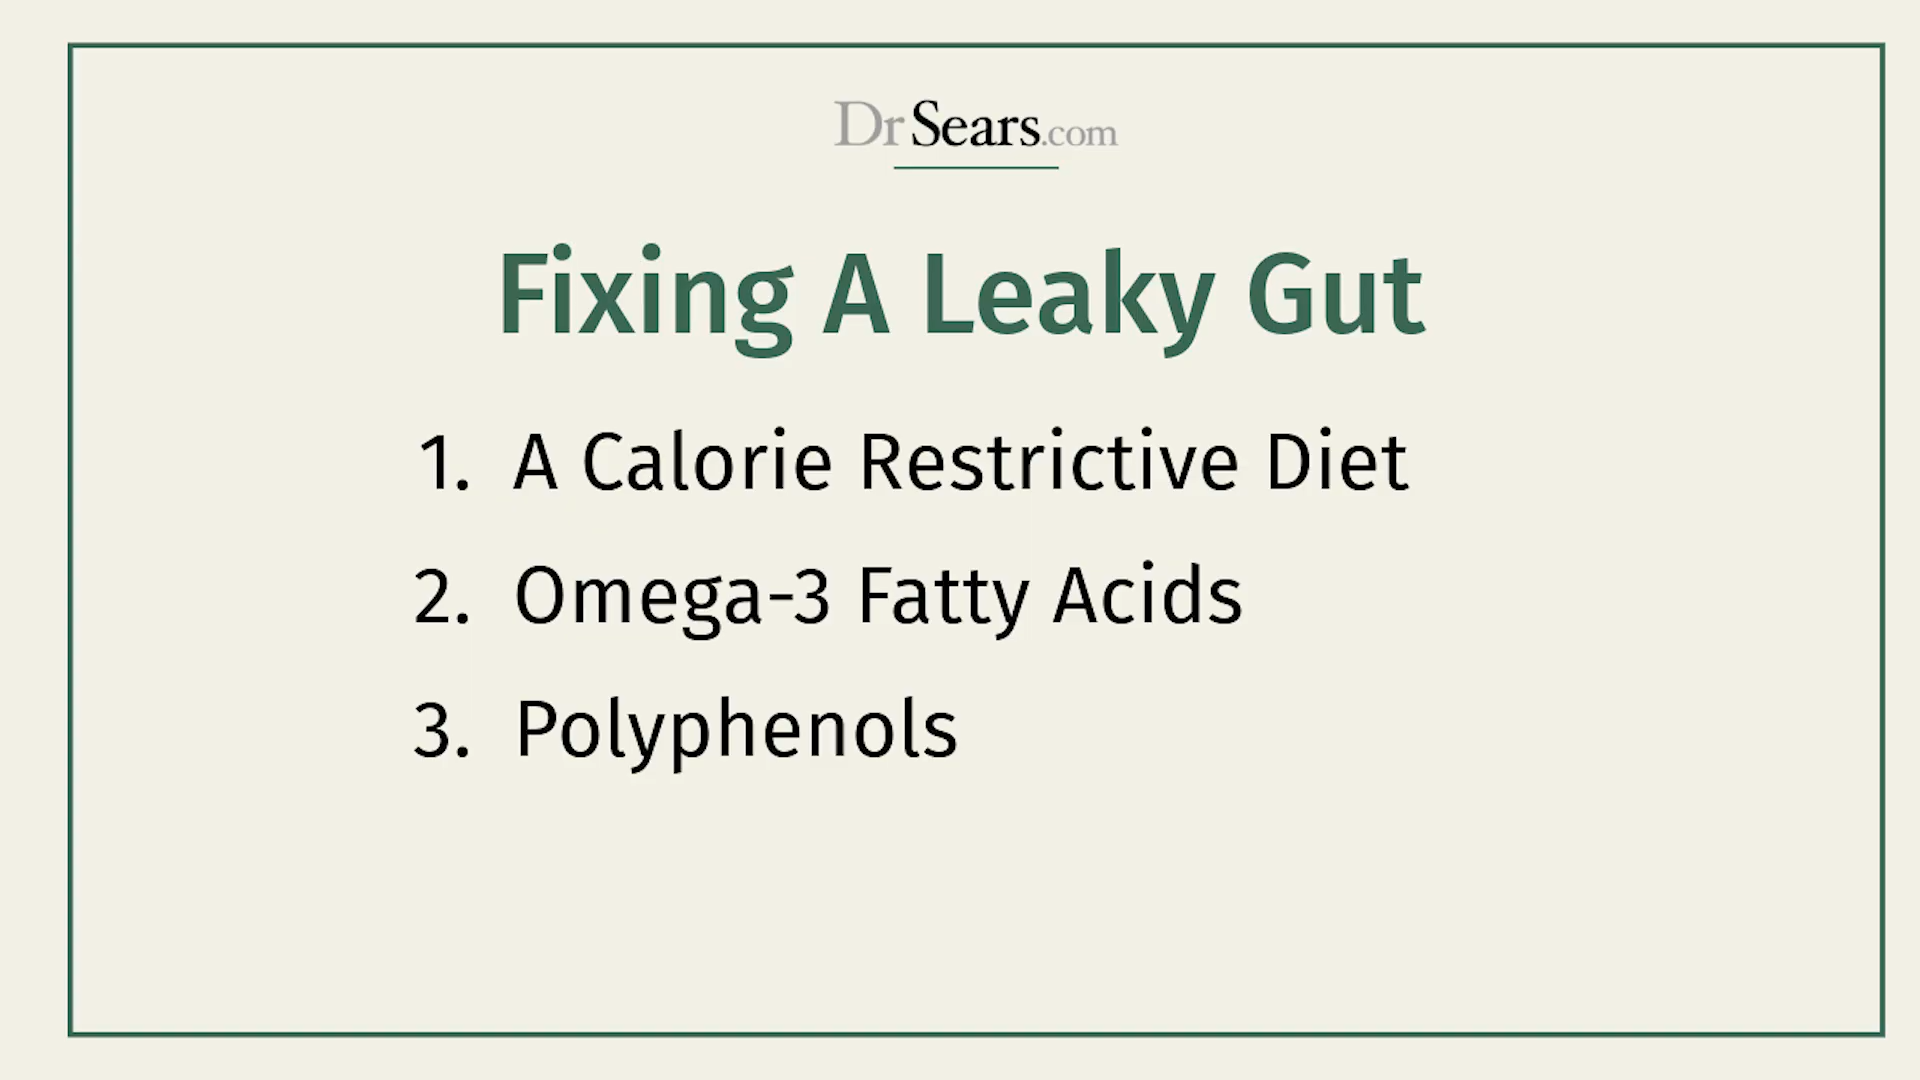 DrSears.com
Fixing A Leaky Gut
1. A Calorie Restrictive Diet
2. Omega-3 Fatty Acids
3. Polyphenols